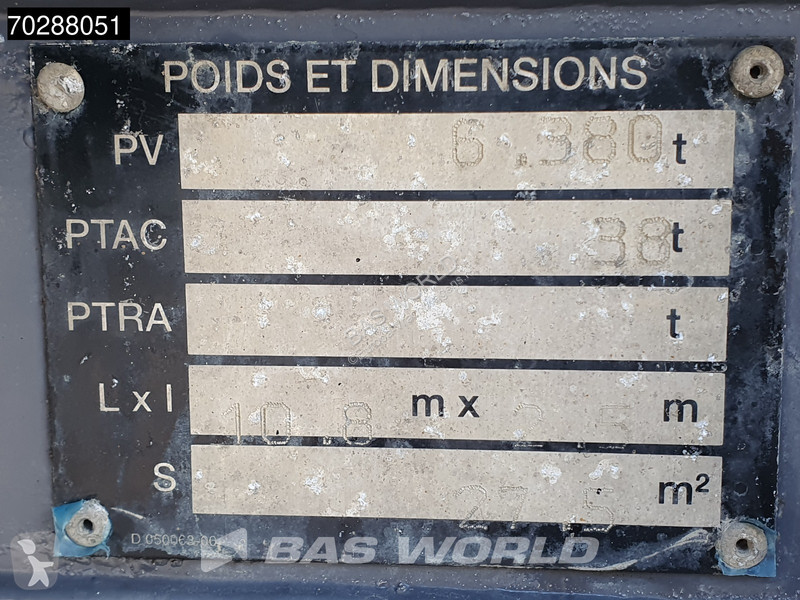 70288051
POIDS ET DIMENSIONS
PV 6.380 t
PTAC 38 t
PTRA t
L x l 10.8 m x m
S 27.5 m²
BAS WORLD